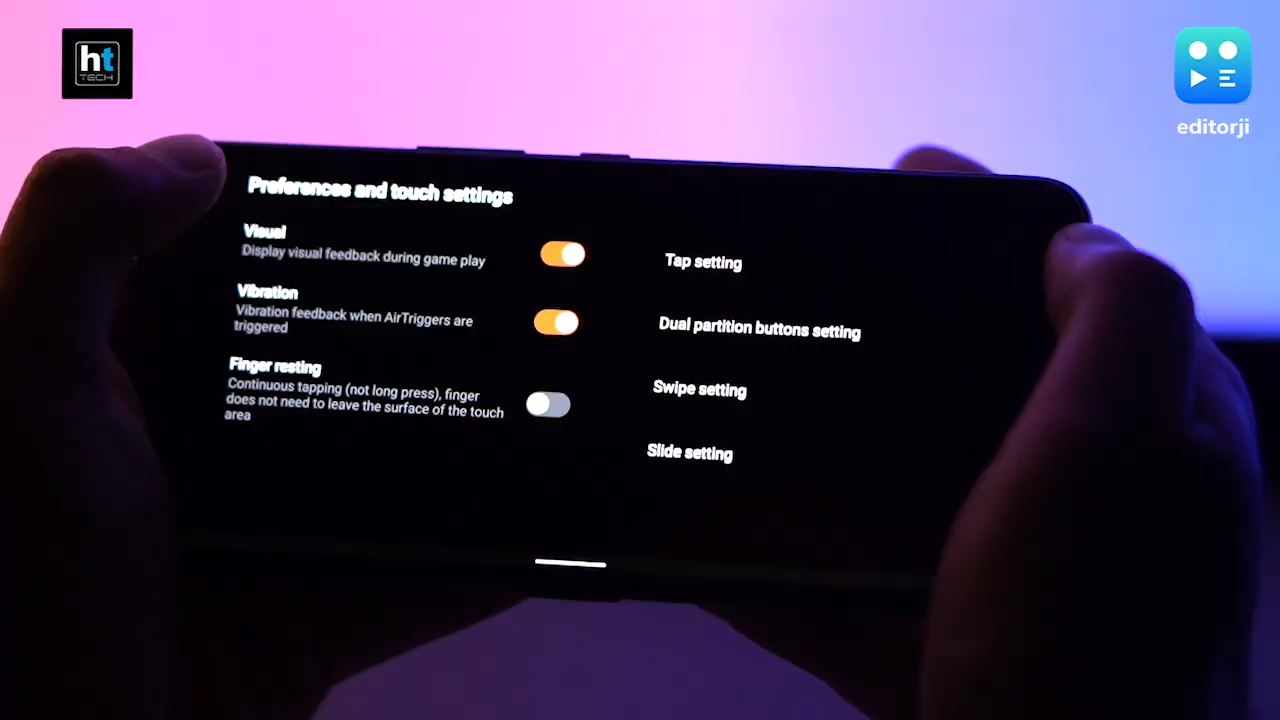 ht
TECH
editorji
Preferences and touch settings
Visual
Display visual feedback during game play
Vibration
Vibration feedback when AirTriggers are
triggered
Finger resting
Continuous tapping (not long press), finger
does not need to leave the surface of the touch
area
Tap setting
Dual partition buttons setting
Swipe setting
Slide setting